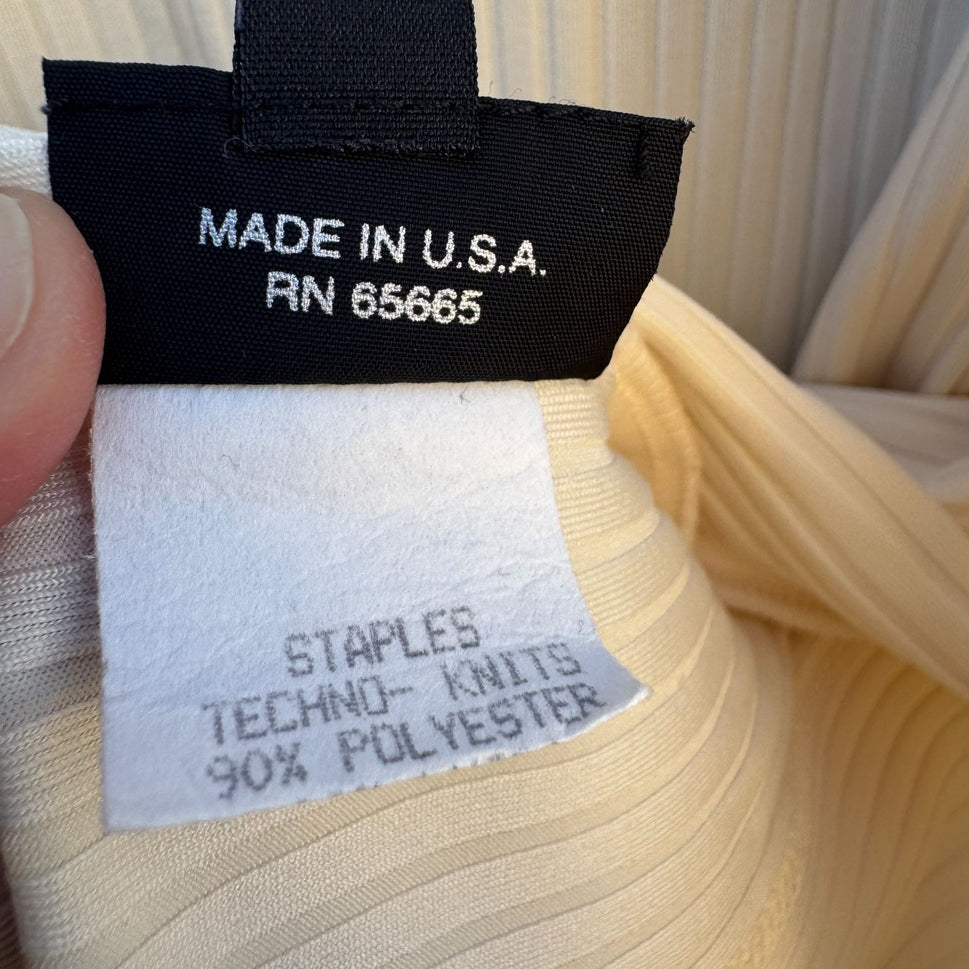 MADE IN U.S.A.
RN 65665
STAPLES
TECHNO- KNITS
90% POLYESTER